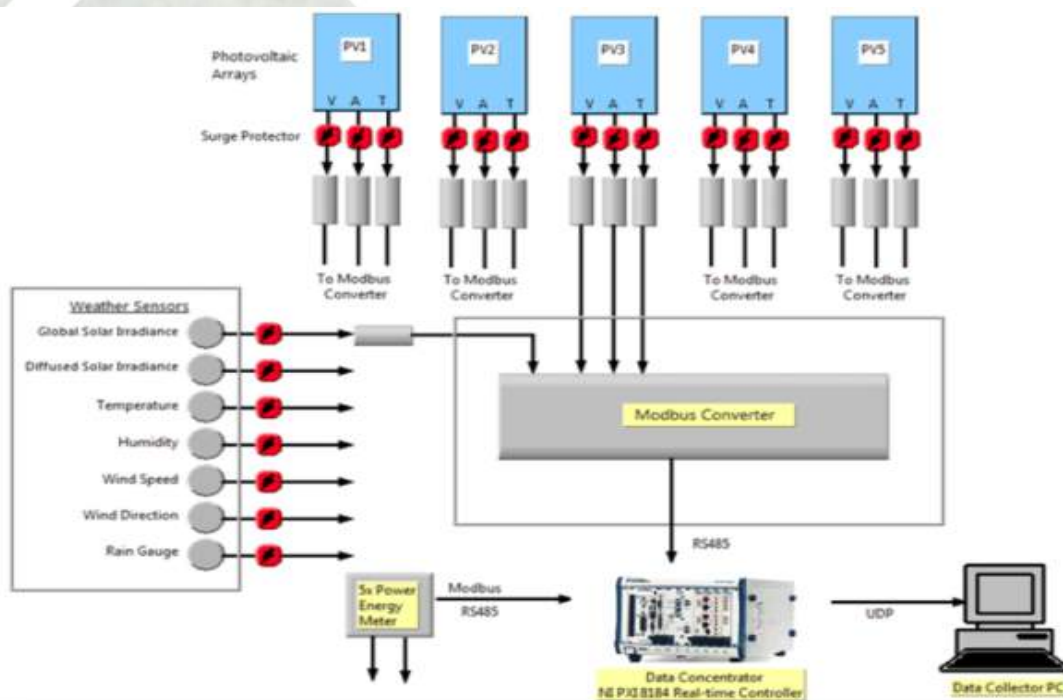 PV1
PV2
PV3
PV4
PV5
Photovoltaic
Arrays
V A T
V A T
V A T
V A T
V A T
Surge Protector
To Modbus
Converter
To Modbus
Converter
To Modbus
Converter
To Modbus
Converter
Weather Sensors
Global Solar Irradiance
Diffused Solar Irradiance
Temperature
Humidity
Wind Speed
Wind Direction
Rain Gauge
Modbus Converter
RS485
5x Power
Energy
Meter
Modbus
RS485
UDP
Data Concentrator
NI PXI 8184 Real-time Controller
Data Collector PC